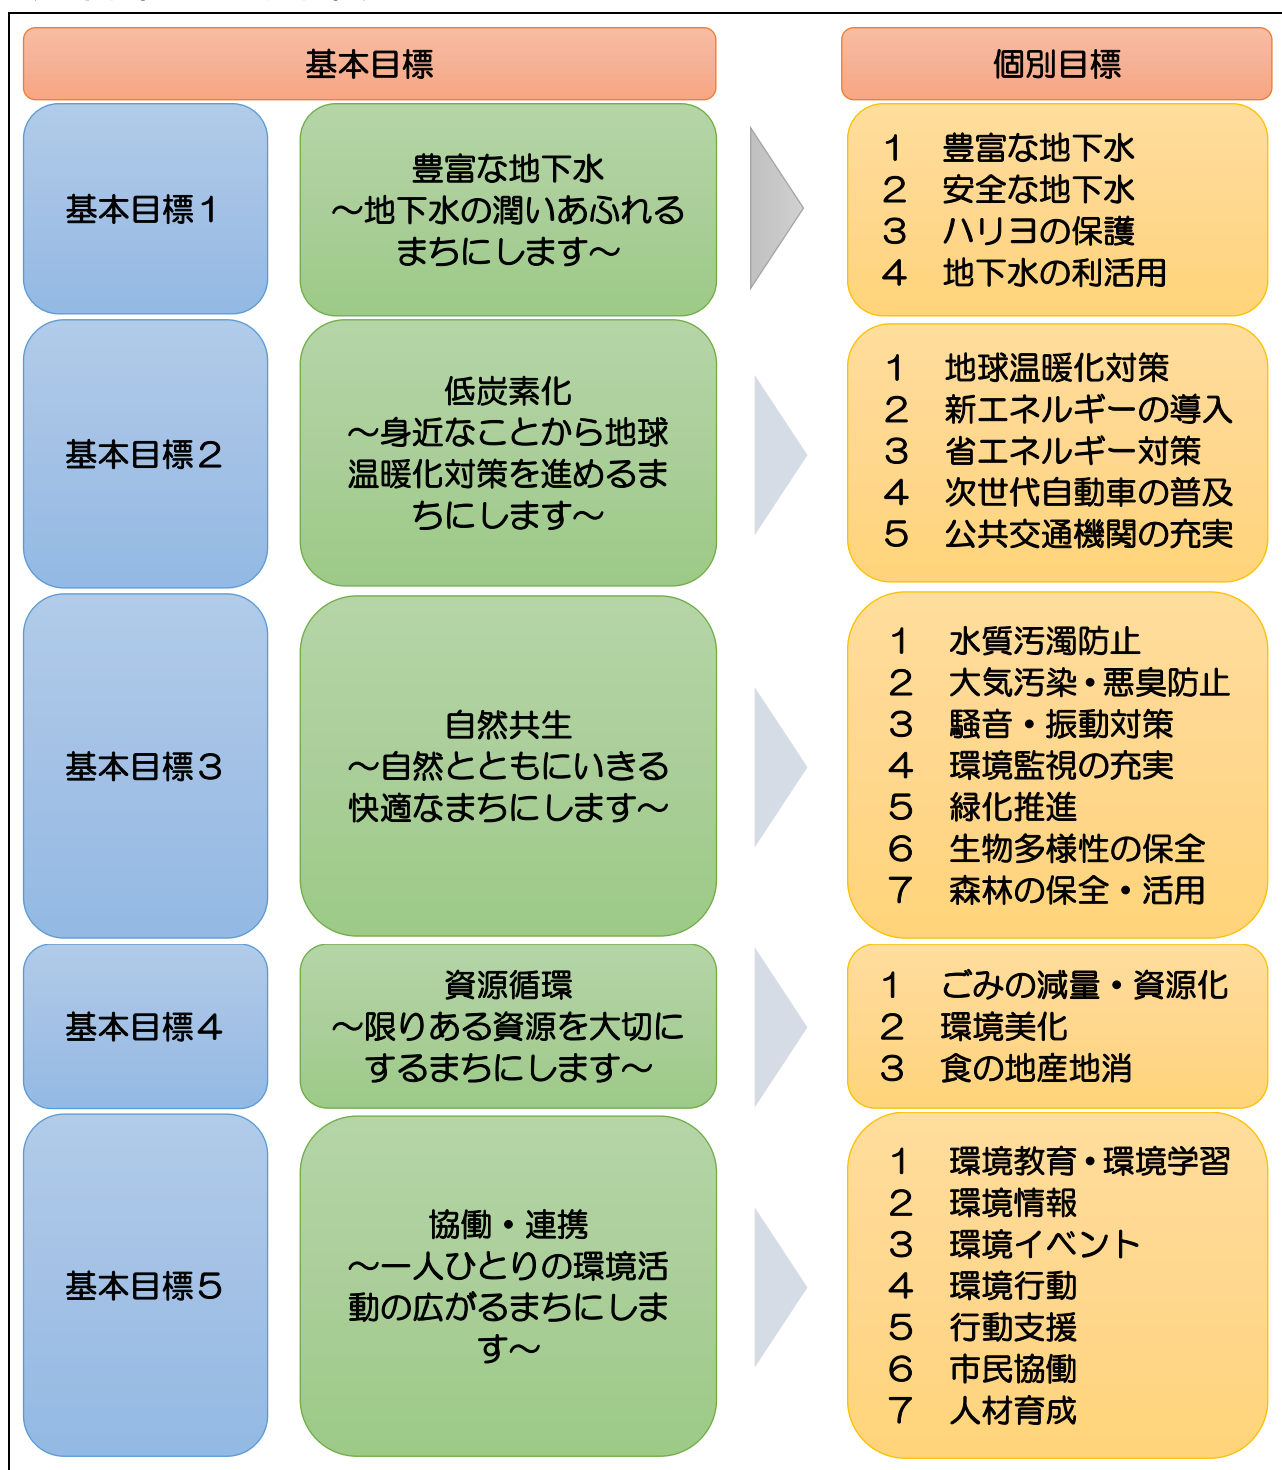 基本目標
個別目標
基本目標１
豊富な地下水
～地下水の潤いあふれる
まちにします～
１　豊富な地下水
２　安全な地下水
３　ハリヨの保護
４　地下水の利活用
基本目標２
低炭素化
～身近なことから地球
温暖化対策を進めるま
ちにします～
１　地球温暖化対策
２　新エネルギーの導入
３　省エネルギー対策
４　次世代自動車の普及
５　公共交通機関の充実
基本目標３
自然共生
～自然とともにいきる
快適なまちにします～
１　水質汚濁防止
２　大気汚染・悪臭防止
３　騒音・振動対策
４　環境監視の充実
５　緑化推進
６　生物多様性の保全
７　森林の保全・活用
基本目標４
資源循環
～限りある資源を大切に
するまちにします～
１　ごみの減量・資源化
２　環境美化
３　食の地産地消
基本目標５
協働・連携
～一人ひとりの環境活
動の広がるまちにしま
す～
１　環境教育・環境学習
２　環境情報
３　環境イベント
４　環境行動
５　行動支援
６　市民協働
７　人材育成